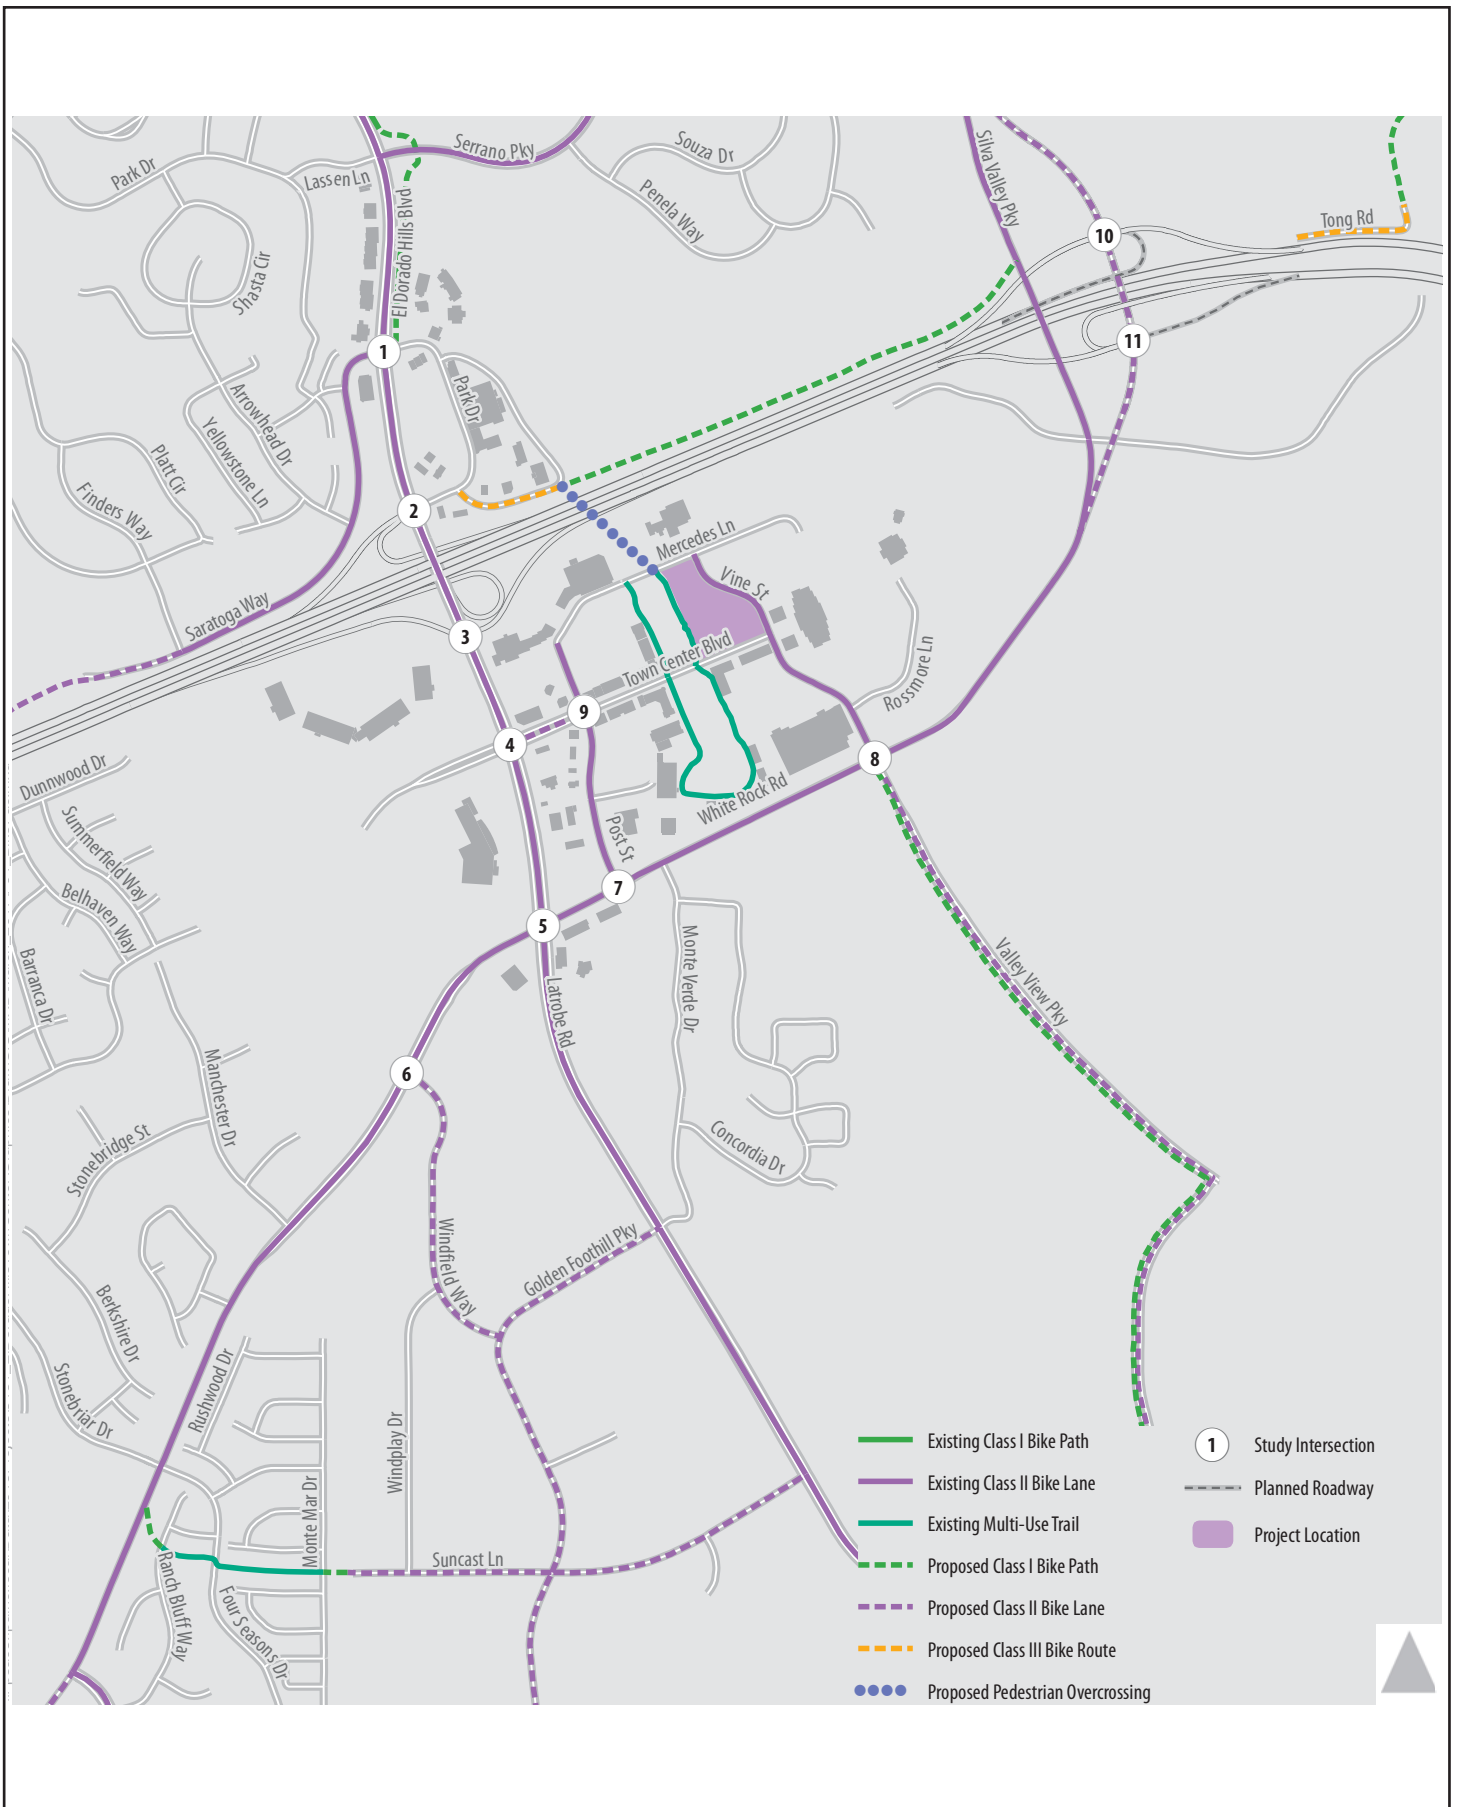 Serrano Pky
Souza Dr
Silva Valley Pky
Park Dr
Lassen Ln
El Dorado Hills Blvd
Penela Way
Tong Rd
10
Shasta Cir
11
1
Park Dr
Arrowhead Dr
Yellowstone Ln
Platt Cir
Finders Way
2
Mercedes Ln
Vine St
Saratoga Way
3
Town Center Blvd
Rossmore Ln
9
4
8
Dunnwood Dr
White Rock Rd
Summerfield Way
Post St
7
Belhaven Way
5
Barranca Dr
Monte Verde Dr
Valley View Pky
Latrobe Rd
6
Manchester Dr
Stonebridge St
Concordia Dr
Windfield Way
Golden Foothill Pky
Berkshire Dr
Stonebriar Dr
Rushwood Dr
Windplay Dr
Monte Mar Dr
Suncast Ln
Ranch Bluff Way
Four Seasons Dr
Existing Class I Bike Path
Existing Class II Bike Lane
Existing Multi-Use Trail
Proposed Class I Bike Path
Proposed Class II Bike Lane
Proposed Class III Bike Route
Proposed Pedestrian Overcrossing
1
Study Intersection
Planned Roadway
Project Location